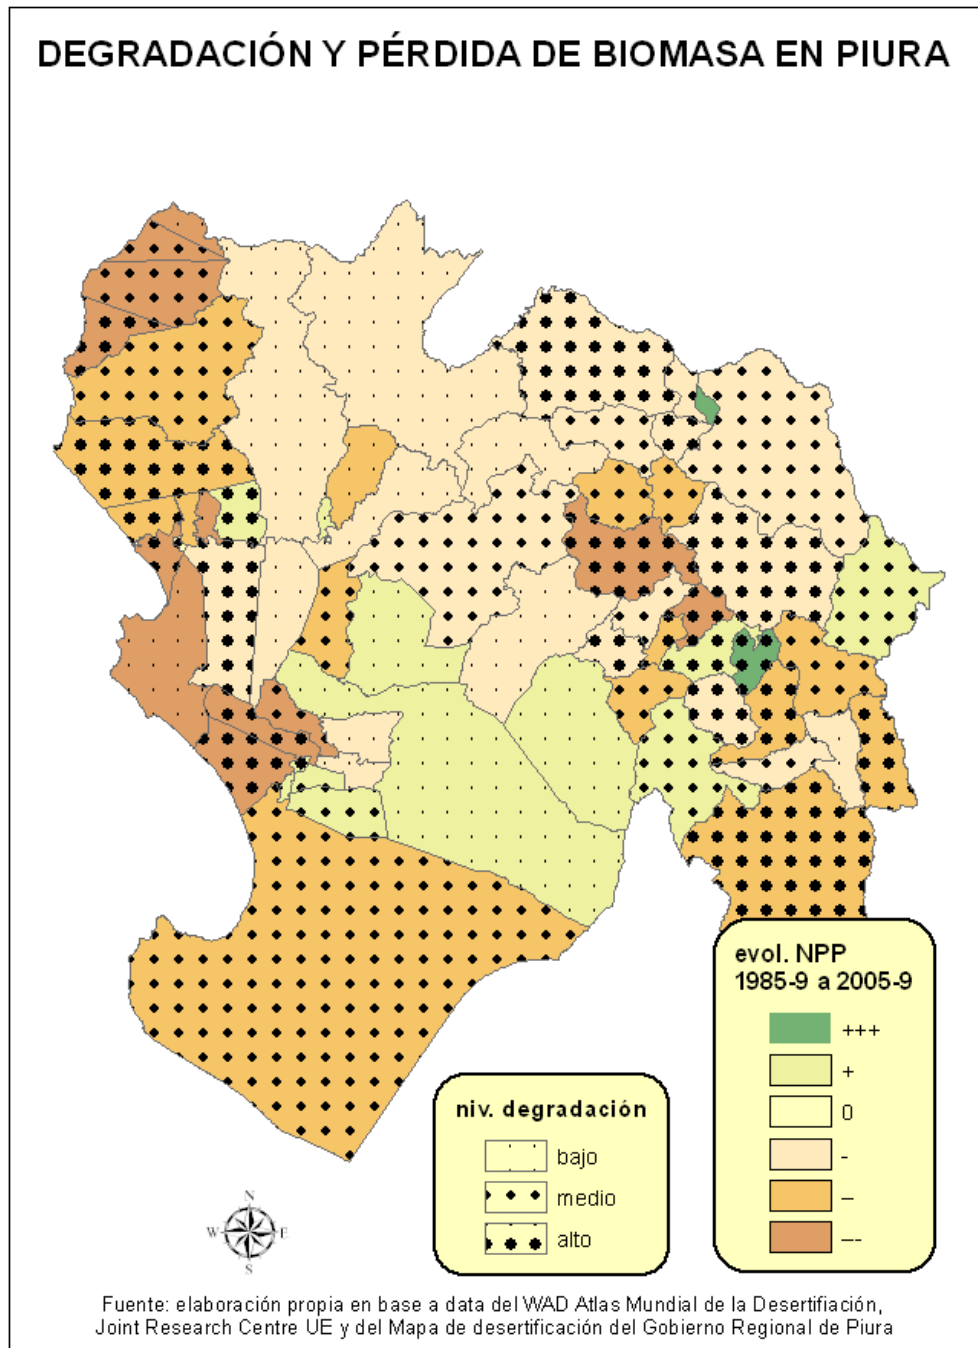 DEGRADACIÓN Y PÉRDIDA DE BIOMASA EN PIURA
evol. NPP
1985-9 a 2005-9
+++
+
0
-
--
---
niv. degradación
bajo
medio
alto
N
W E
S
Fuente: elaboración propia en base a data del WAD Atlas Mundial de la Desertifiación,
Joint Research Centre UE y del Mapa de desertificación del Gobierno Regional de Piura